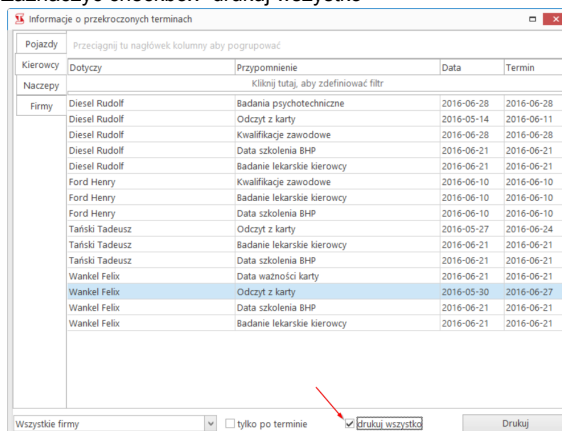 Informacje o przekroczonych terminach
Pojazdy
Przeciągnij tu nagłówek kolumny aby pogrupować
Kierowcy
Dotyczy Przypomnienie Data Termin
Naczepy
Kliknij tutaj, aby zdefiniować filtr
Firmy
Diesel Rudolf Badania psychotechniczne 2016-06-28 2016-06-28
Diesel Rudolf Odczyt z karty 2016-05-14 2016-06-11
Diesel Rudolf Kwalifikacje zawodowe 2016-06-28 2016-06-28
Diesel Rudolf Data szkolenia BHP 2016-06-21 2016-06-21
Diesel Rudolf Badanie lekarskie kierowcy 2016-06-21 2016-06-21
Ford Henry Kwalifikacje zawodowe 2016-06-10 2016-06-10
Ford Henry Badanie lekarskie kierowcy 2016-06-10 2016-06-10
Ford Henry Data szkolenia BHP 2016-06-10 2016-06-10
Tański Tadeusz Odczyt z karty 2016-05-27 2016-06-24
Tański Tadeusz Badanie lekarskie kierowcy 2016-06-21 2016-06-21
Tański Tadeusz Data szkolenia BHP 2016-06-21 2016-06-21
Wankel Felix Data ważności karty 2016-06-21 2016-06-21
Wankel Felix Odczyt z karty 2016-05-30 2016-06-27
Wankel Felix Data szkolenia BHP 2016-06-21 2016-06-21
Wankel Felix Badanie lekarskie kierowcy 2016-06-21 2016-06-21
Wszystkie firmy tylko po terminie drukuj wszystko Drukuj